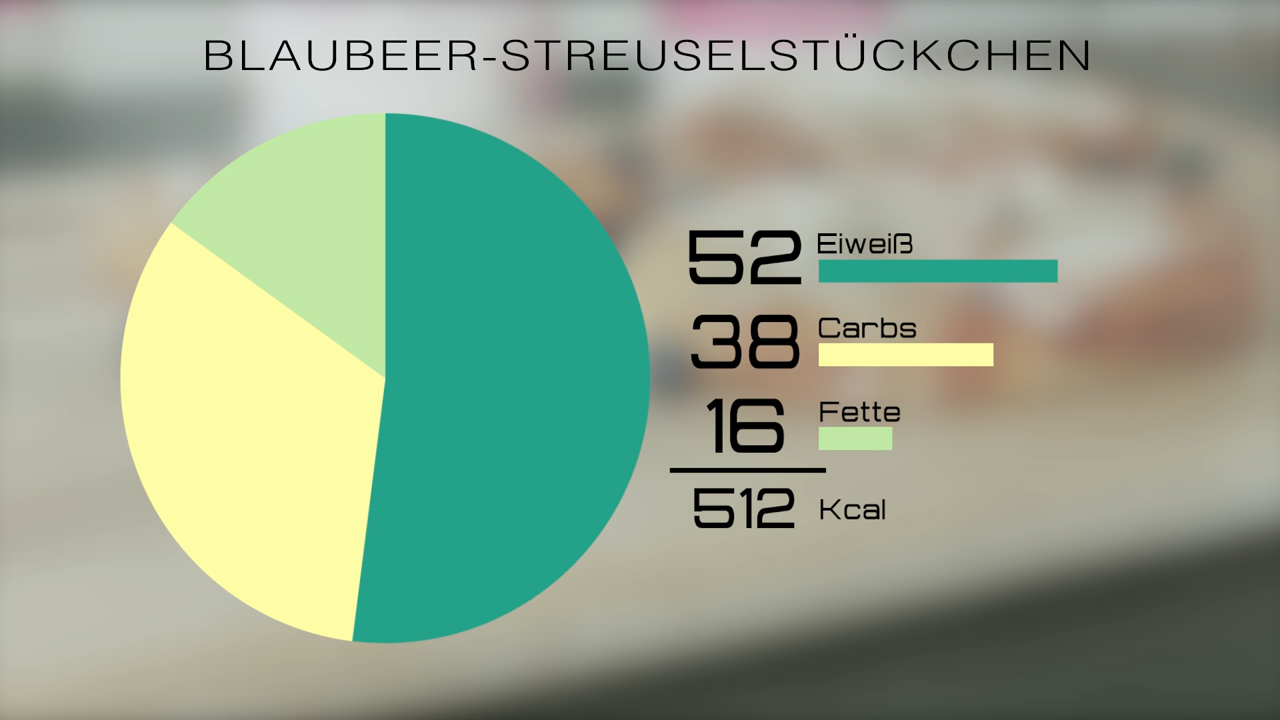 BLAUBEER-STREUSELSTÜCKCHEN
52 Eiweiß
38 Carbs
16 Fette
512 Kcal